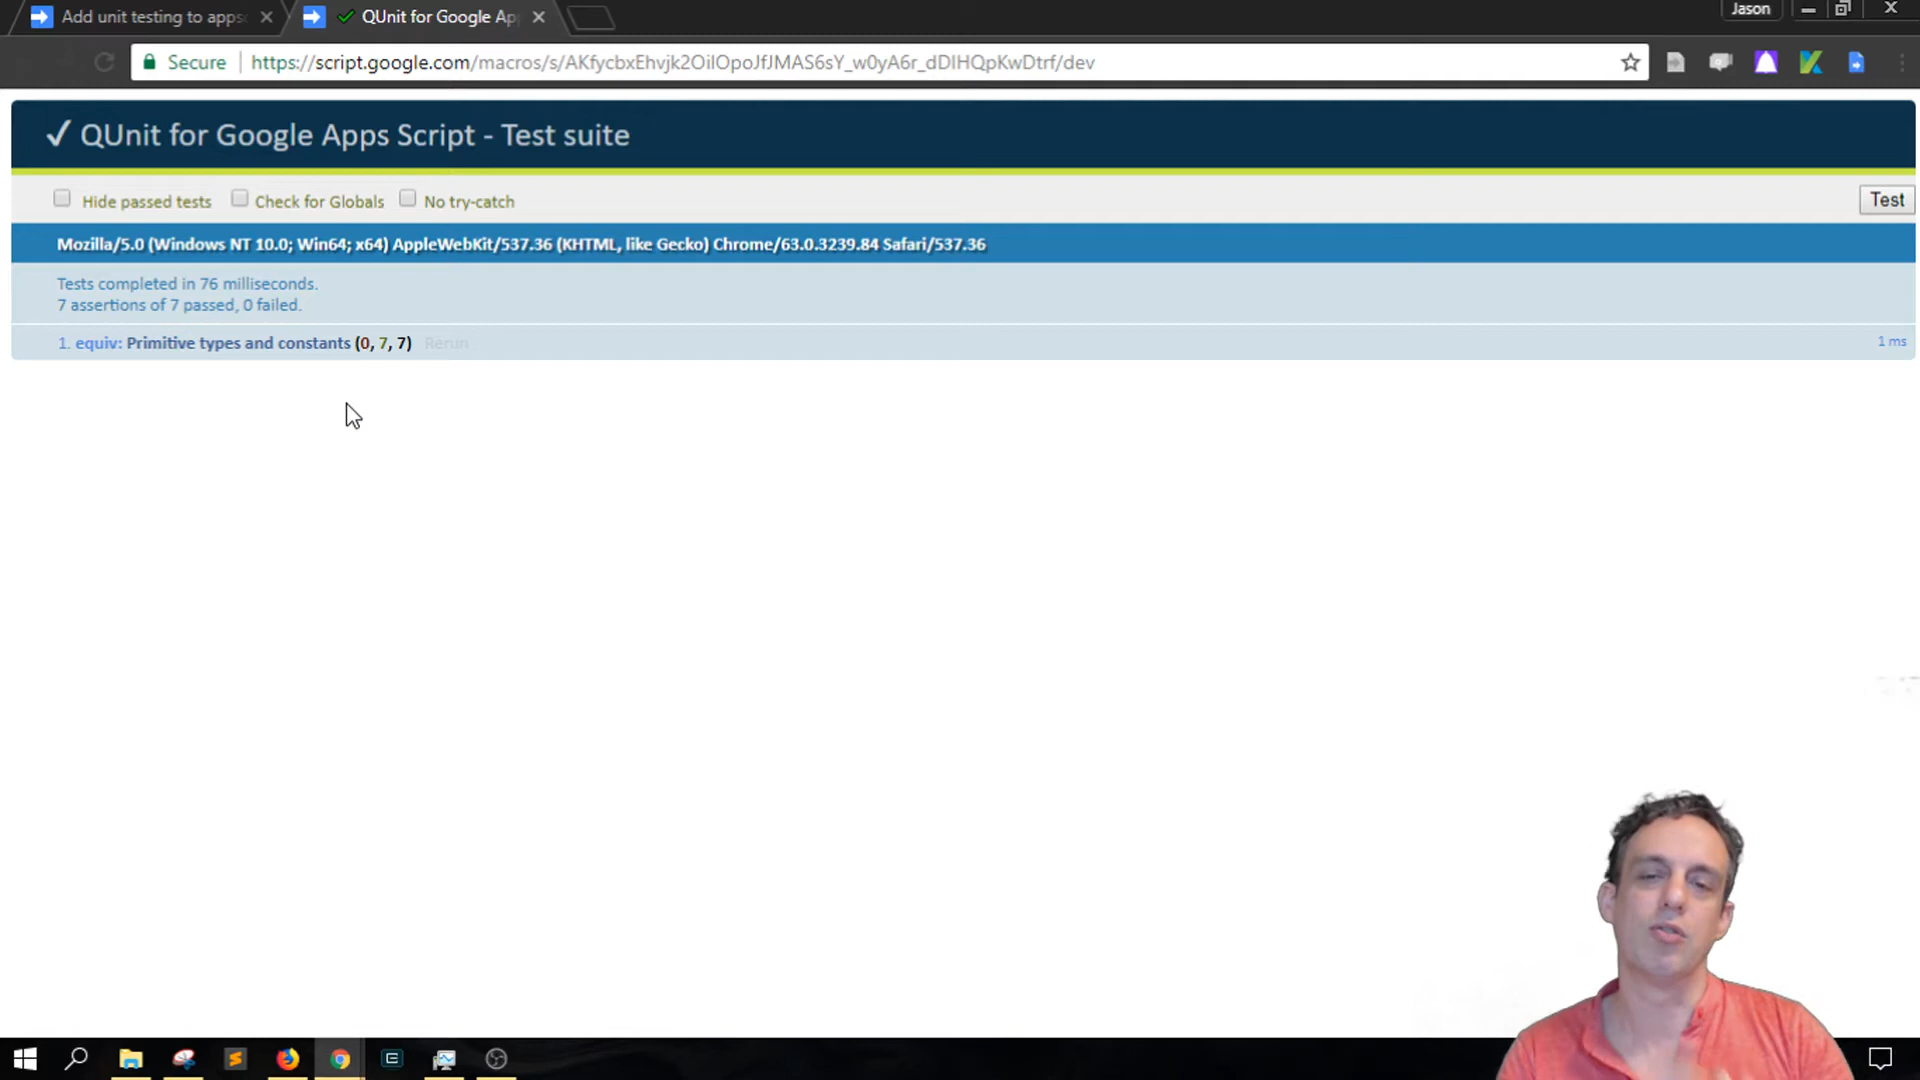 Add unit testing to apps
QUnit for Google Ap
Jason
Secure
https://script.google.com/macros/s/AKfycbxEhvjk2OilOpoJfJMAS6sY_w0yA6r_dDIHQpKwDtrf/dev
QUnit for Google Apps Script - Test suite
Hide passed tests Check for Globals No try-catch
Test
Mozilla/5.0 (Windows NT 10.0; Win64; x64) AppleWebKit/537.36 (KHTML, like Gecko) Chrome/63.0.3239.84 Safari/537.36
Tests completed in 76 milliseconds.
7 assertions of 7 passed, 0 failed.
1. equiv: Primitive types and constants (0, 7, 7) Rerun
1 ms